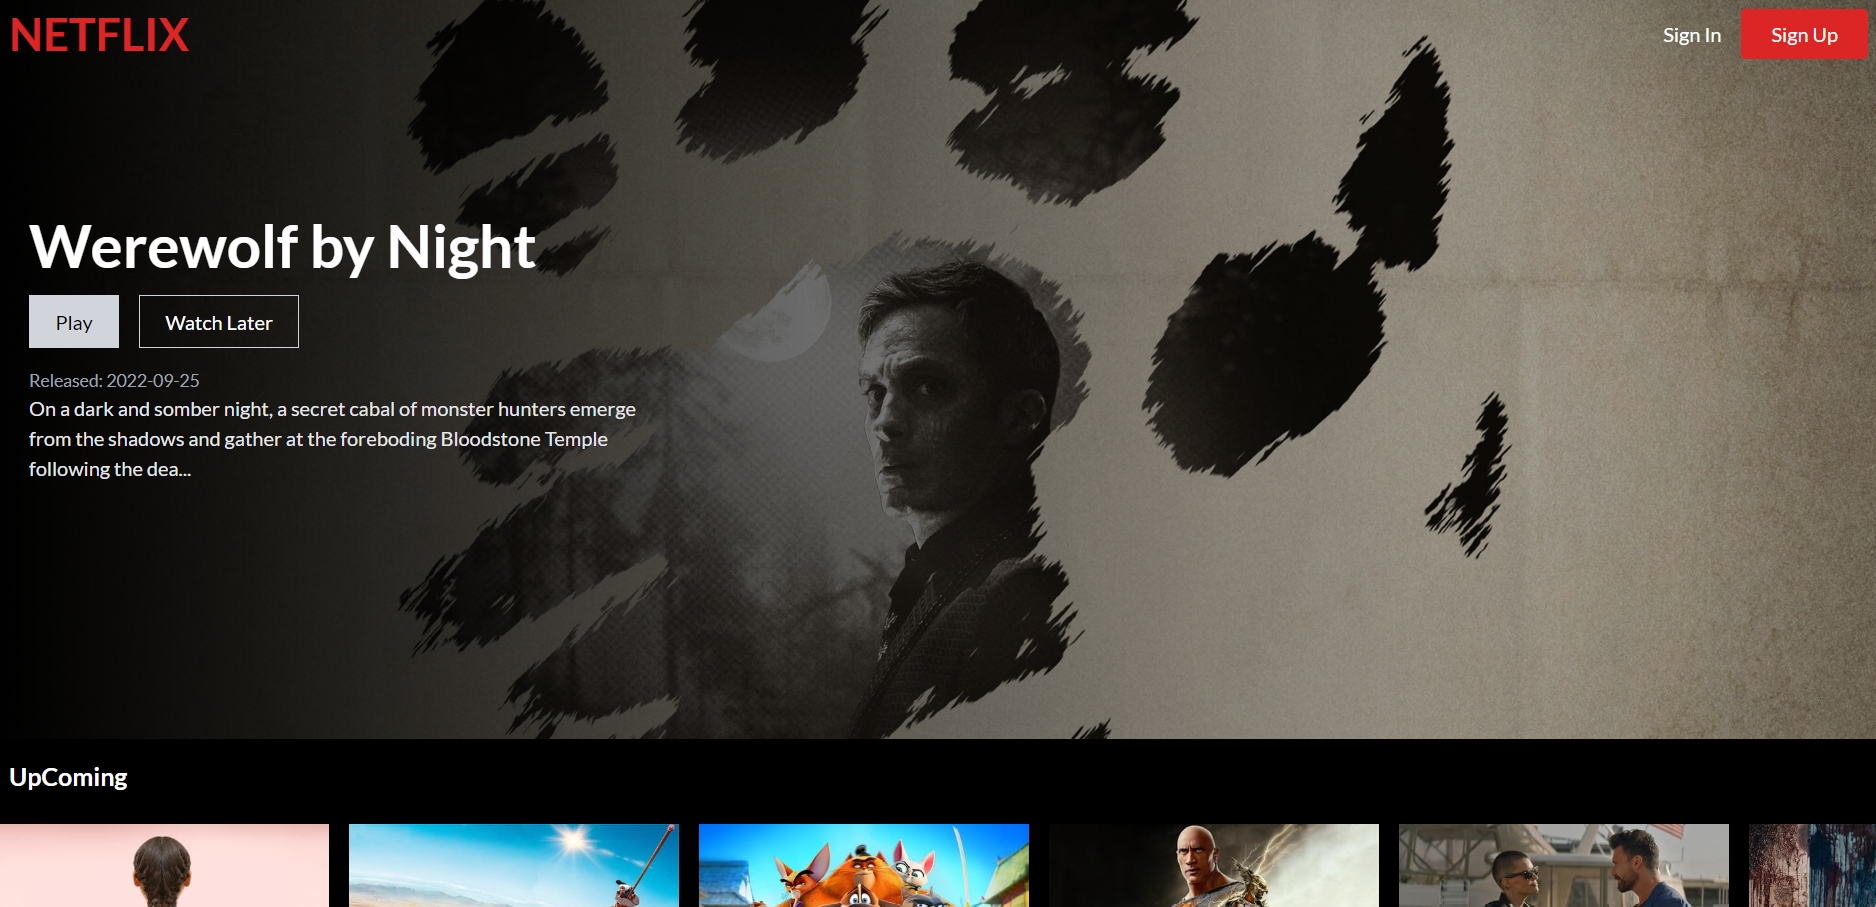 NETFLIX
Sign In
Sign Up
Werewolf by Night
Play
Watch Later
Released: 2022-09-25
On a dark and somber night, a secret cabal of monster hunters emerge
from the shadows and gather at the foreboding Bloodstone Temple
following the dea...
UpComing